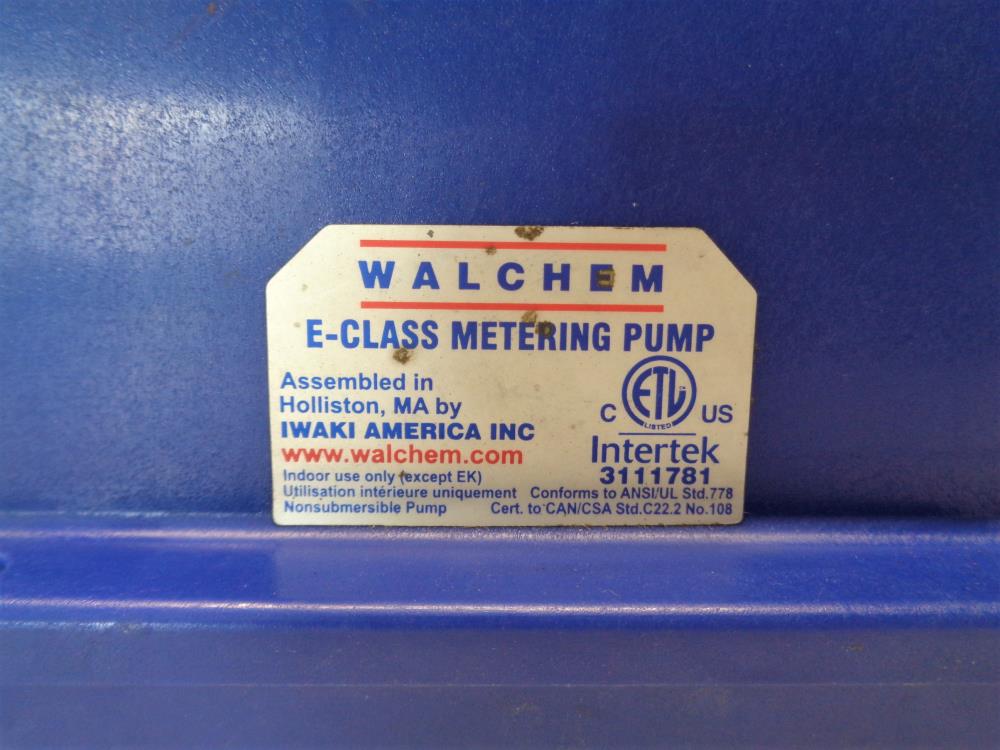 WALCHEM
E-CLASS METERING PUMP
Assembled in
Holliston, MA by
IWAKI AMERICA INC
www.walchem.com
C ETL US
LISTED
Intertek
3111781
Indoor use only (except EK)
Utilisation intérieure uniquement Conforms to ANSI/UL Std.778
Nonsubmersible Pump Cert. to CAN/CSA Std.C22.2 No.108